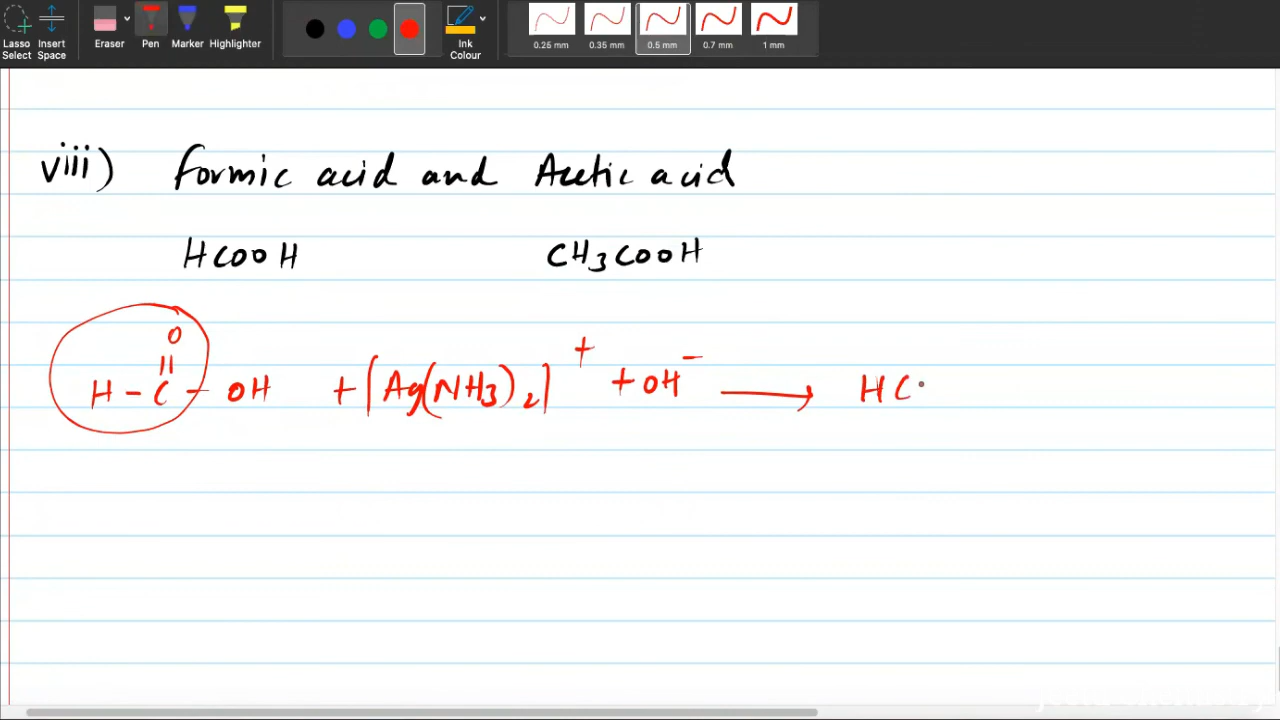 Lasso Select
Insert Space
Eraser
Pen
Marker
Highlighter
Ink Colour
0.25 mm
0.35 mm
0.5 mm
0.7 mm
1 mm
viii) Formic acid and Acetic acid
HCOOH CH3COOH
O
||
H - C - OH + [Ag(NH3)2]+ + OH- ⟶ HC